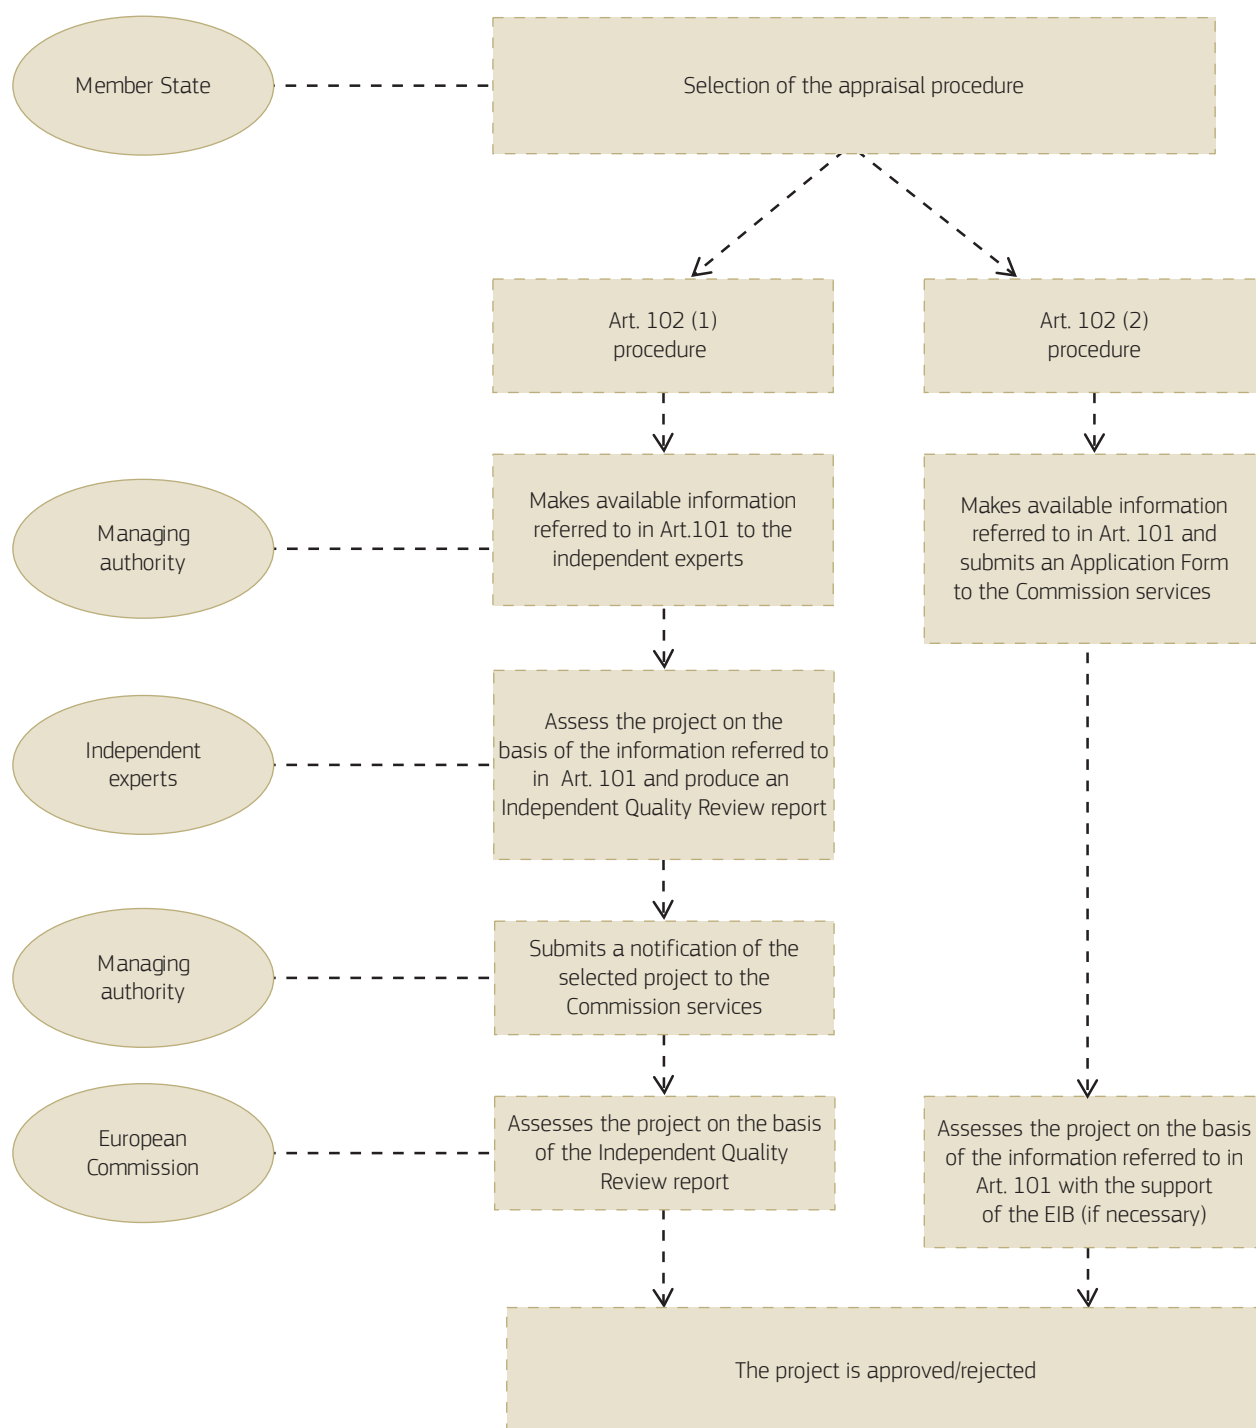 Member State
Selection of the appraisal procedure
Art. 102 (1)
procedure
Art. 102 (2)
procedure
Managing
authority
Makes available information
referred to in Art.101 to the
independent experts
Makes available information
referred to in Art. 101 and
submits an Application Form
to the Commission services
Independent
experts
Assess the project on the
basis of the information referred to
in Art. 101 and produce an
Independent Quality Review report
Managing
authority
Submits a notification of the
selected project to the
Commission services
European
Commission
Assesses the project on the basis
of the Independent Quality
Review report
Assesses the project on the basis
of the information referred to in
Art. 101 with the support
of the EIB (if necessary)
The project is approved/rejected